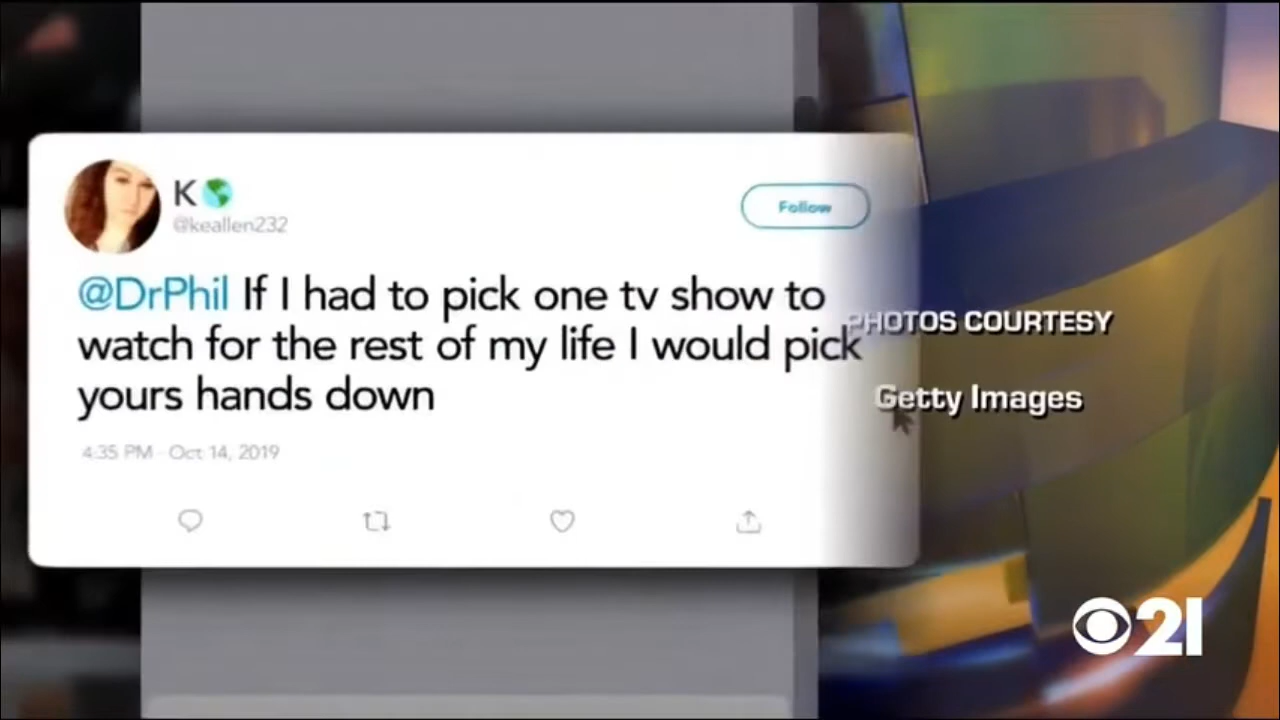 K
@keallen232
Follow
@DrPhil If I had to pick one tv show to
watch for the rest of my life I would pick
yours hands down
4:35 PM - Oct 14, 2019
PHOTOS COURTESY
Getty Images
21